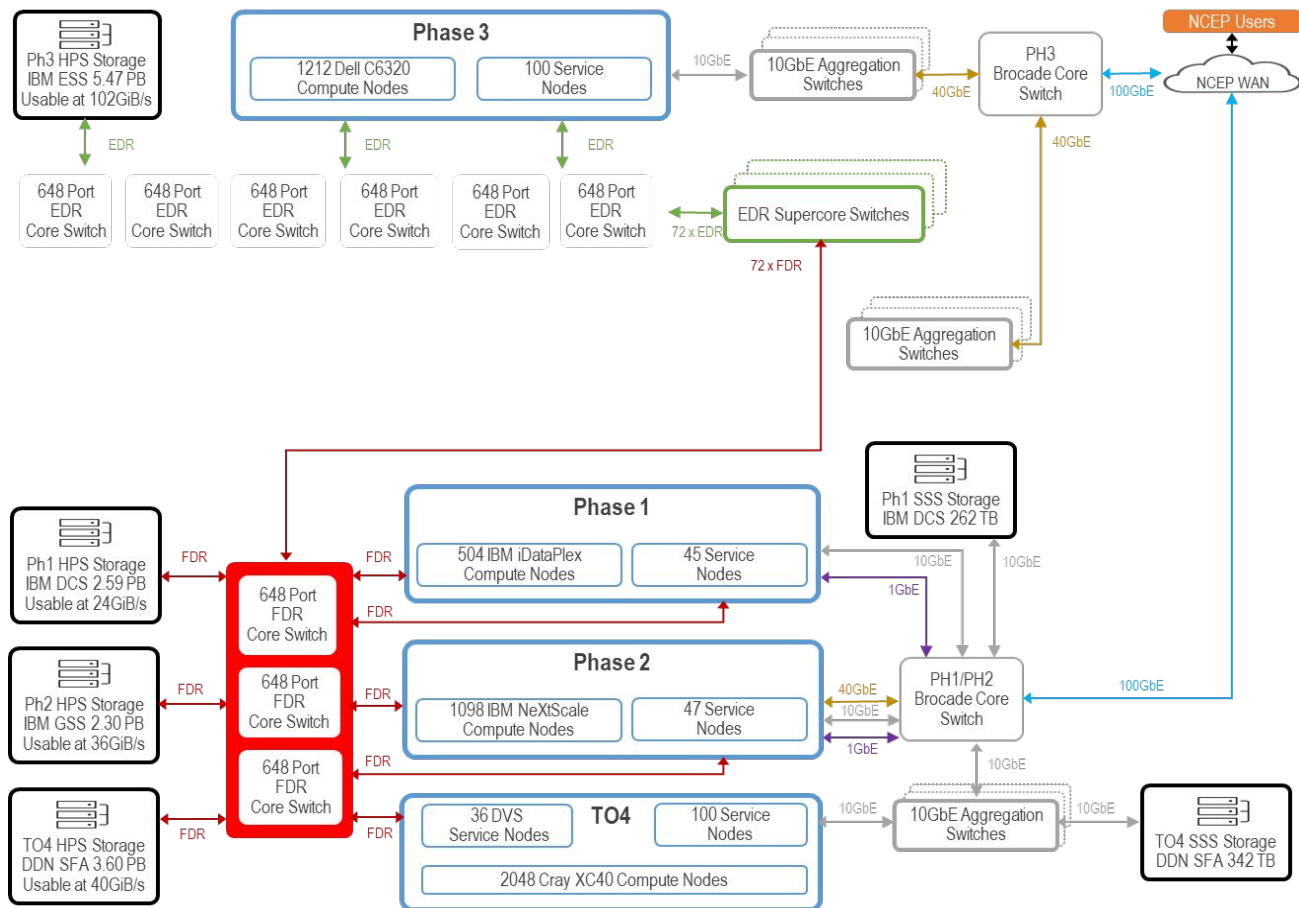 Ph3 HPS Storage
IBM ESS 5.47 PB
Usable at 102GiB/s
Phase 3
1212 Dell C6320
Compute Nodes
100 Service
Nodes
10GbE
10GbE Aggregation
Switches
40GbE
PH3
Brocade Core
Switch
100GbE
NCEP Users
NCEP WAN
40GbE
EDR
EDR
EDR
648 Port
EDR
Core Switch
648 Port
EDR
Core Switch
648 Port
EDR
Core Switch
648 Port
EDR
Core Switch
648 Port
EDR
Core Switch
648 Port
EDR
Core Switch
72 x EDR
EDR Supercore Switches
72 x FDR
10GbE Aggregation
Switches
Ph1 SSS Storage
IBM DCS 262 TB
Ph1 HPS Storage
IBM DCS 2.59 PB
Usable at 24GiB/s
FDR
648 Port
FDR
Core Switch
FDR
FDR
Phase 1
504 IBM iDataPlex
Compute Nodes
45 Service
Nodes
10GbE
10GbE
1GbE
Ph2 HPS Storage
IBM GSS 2.30 PB
Usable at 36GiB/s
FDR
648 Port
FDR
Core Switch
FDR
FDR
Phase 2
1098 IBM NeXtScale
Compute Nodes
47 Service
Nodes
40GbE
10GbE
1GbE
PH1/PH2
Brocade Core
Switch
100GbE
10GbE
TO4 HPS Storage
DDN SFA 3.60 PB
Usable at 40GiB/s
FDR
648 Port
FDR
Core Switch
FDR
36 DVS
Service Nodes
TO4
100 Service
Nodes
2048 Cray XC40 Compute Nodes
10GbE
10GbE Aggregation
Switches
10GbE
TO4 SSS Storage
DDN SFA 342 TB